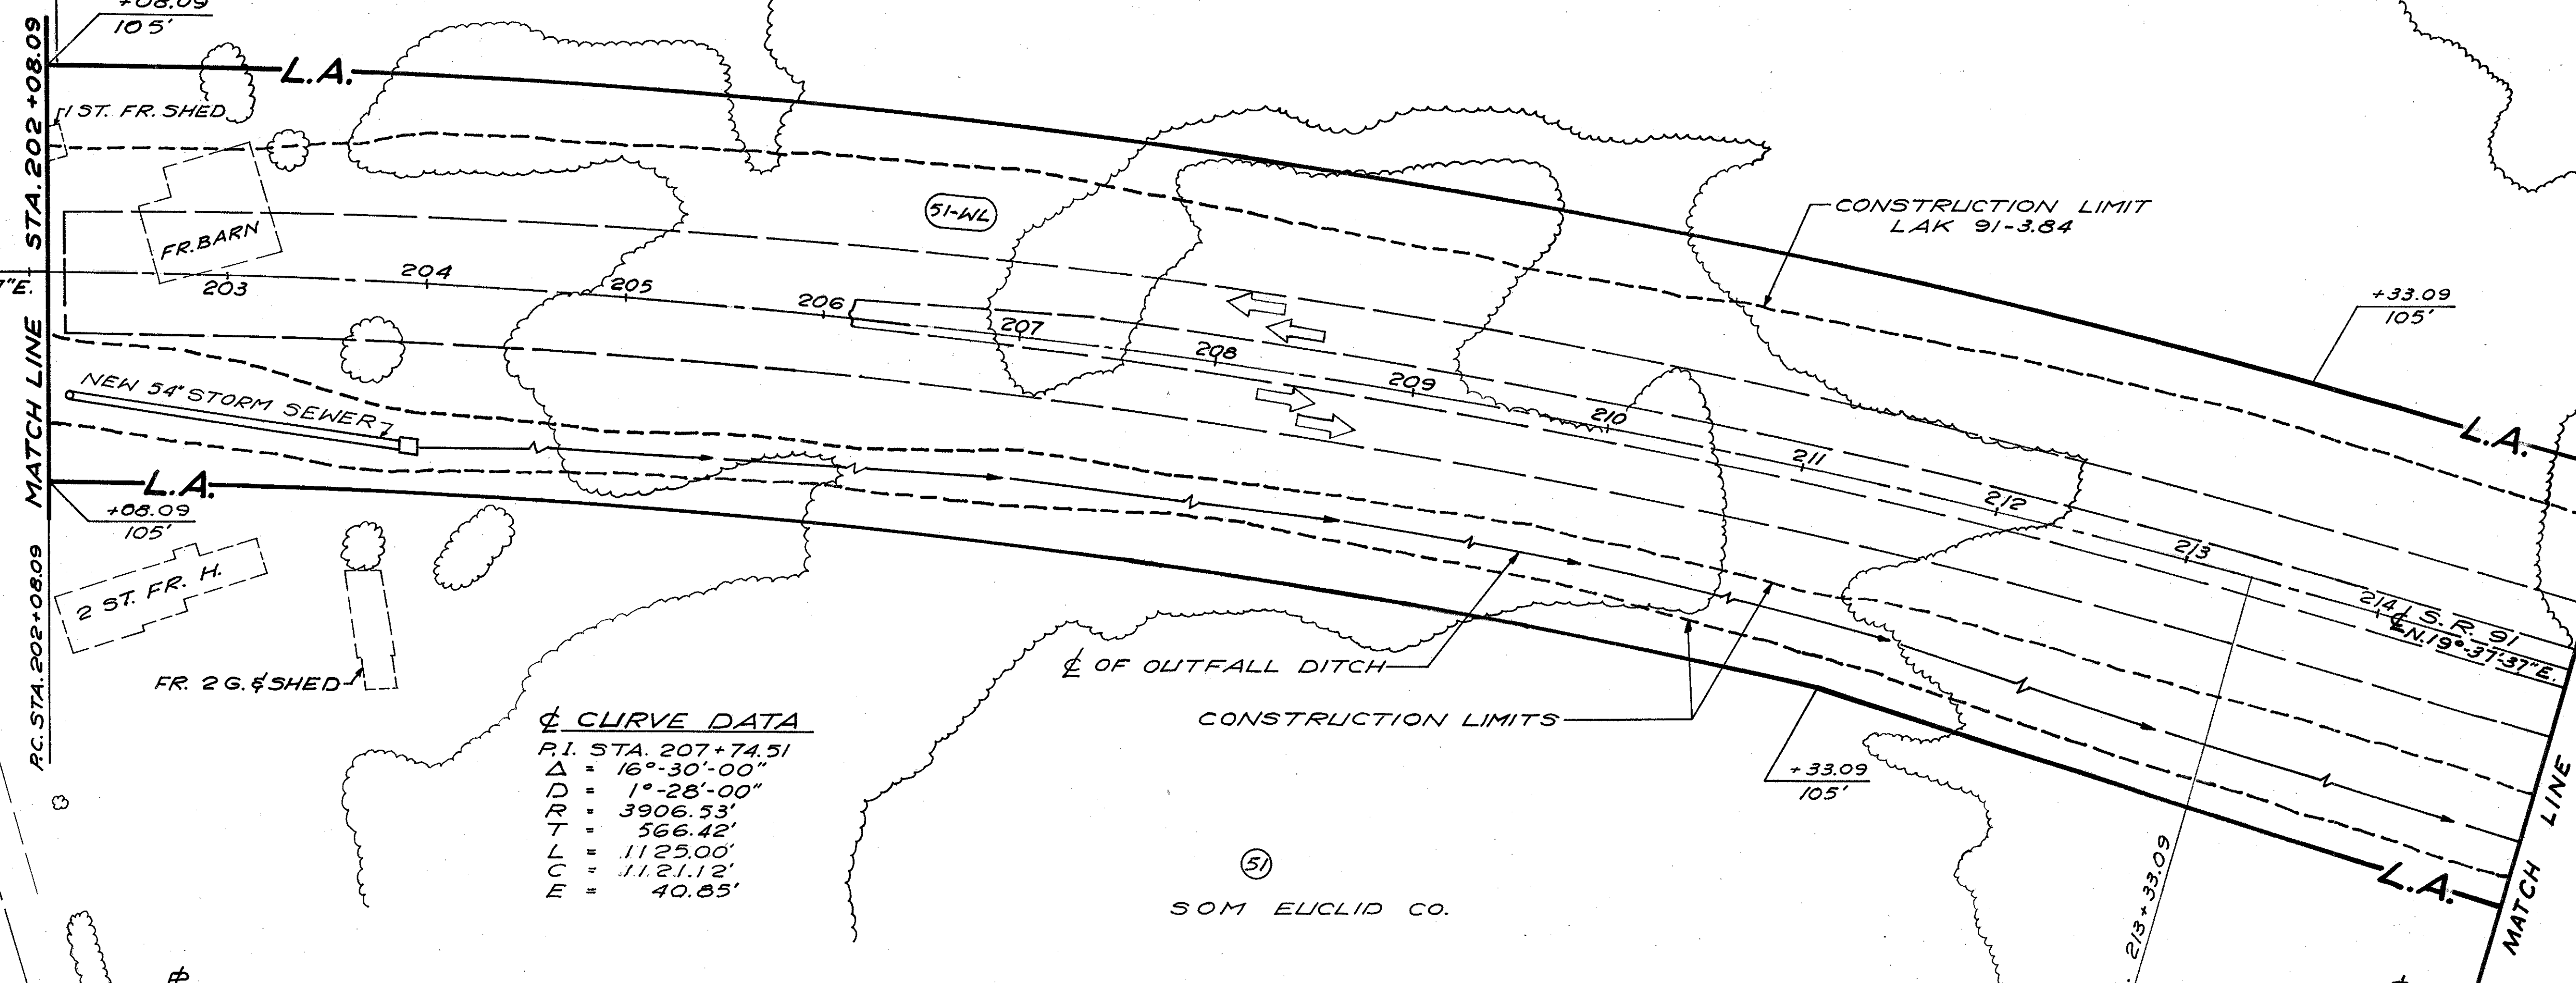 +08.09
105'
L.A.
1 ST. FR. SHED
FR. BARN
MATCH LINE STA. 202 +08.09
P.C. STA. 202+08.09
"E.
203
204
205
206
207
208
209
210
211
212
213
214
51-WL
CONSTRUCTION LIMIT
LAK 91-3.84
+33.09
105'
L.A.
NEW 54" STORM SEWER
L.A.
+08.09
105'
2 ST. FR. H.
FR. 2 G. & SHED
℄ CURVE DATA
P.I. STA. 207+74.51
Δ = 16°-30'-00"
D = 1°-28'-00"
R = 3906.53'
T = 566.42'
L = 1125.00'
C = 1121.12'
E = 40.85'
℄ OF OUTFALL DITCH
CONSTRUCTION LIMITS
+33.09
105'
51
SOM EUCLID CO.
℄ S.R. 91
N. 19°-37'-37" E.
213+33.09
L.A.
MATCH LINE